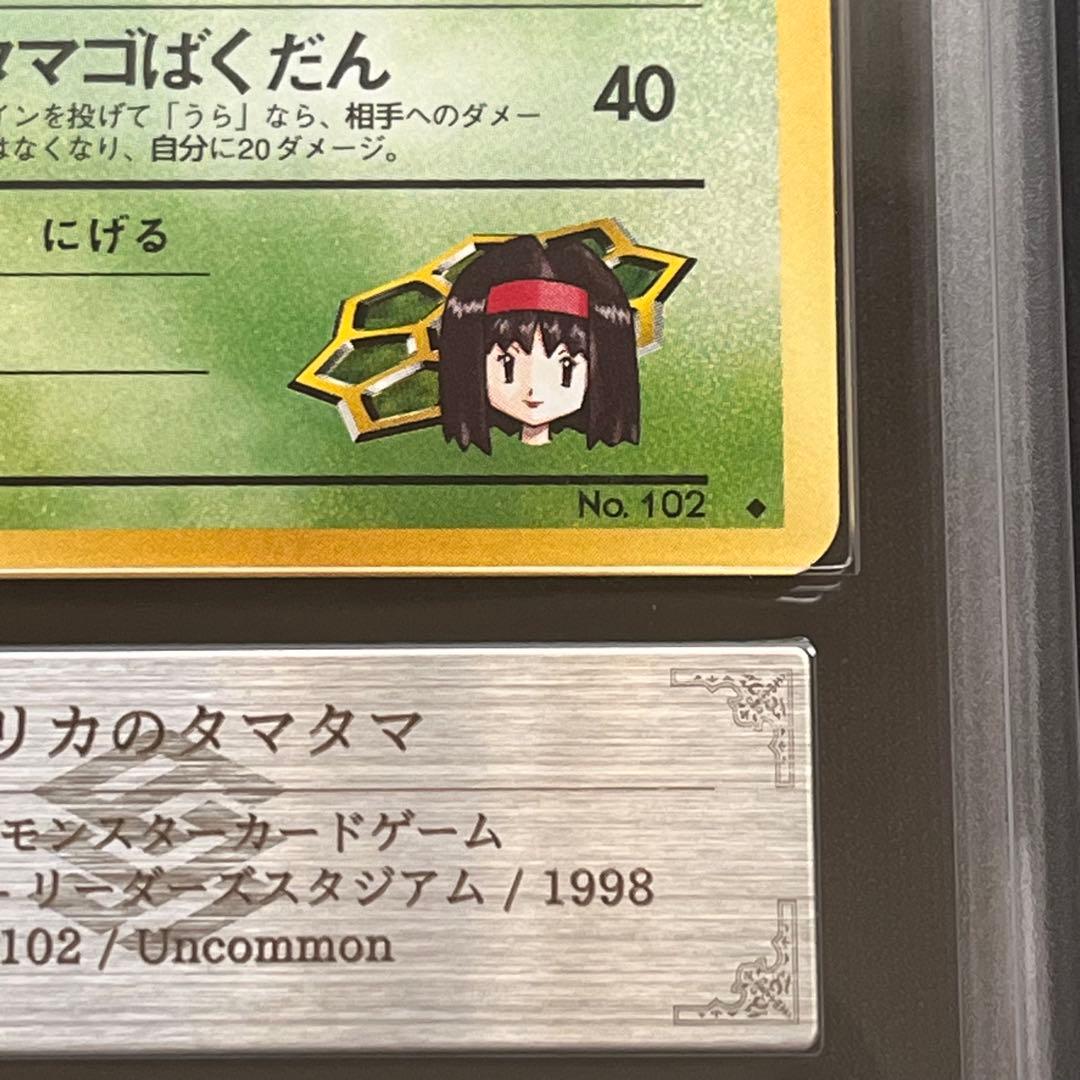 タマゴばくだん 40
インを投げて「うら」なら、相手へのダメー
はなくなり、自分に20ダメージ。
にげる
No. 102 ◆
リカのタマタマ
モンスターカードゲーム
リーダーズスタジアム / 1998
102 / Uncommon